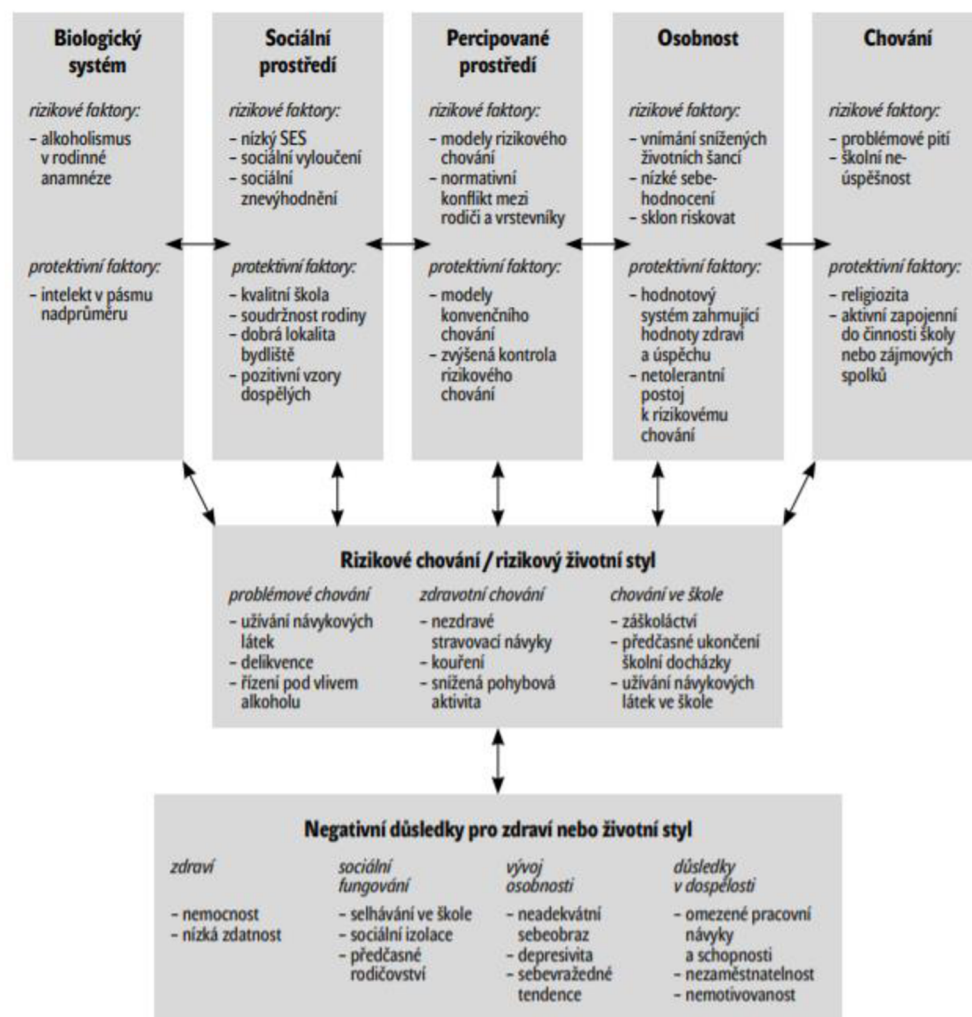 Biologický
systém
rizikové faktory:
– alkoholismus
v rodinné
anamnéze
protektivní faktory:
– intelekt v pásmu
nadprůměru
Sociální
prostředí
rizikové faktory:
– nízký SES
– sociální vyloučení
– sociální
znevýhodnění
protektivní faktory:
– kvalitní škola
– soudržnost rodiny
– dobrá lokalita
bydliště
– pozitivní vzory
dospělých
Percipované
prostředí
rizikové faktory:
– modely rizikového
chování
– normativní
konflikt mezi
rodiči a vrstevníky
protektivní faktory:
– modely
konvenčního
chování
– zvýšená kontrola
rizikového
chování
Osobnost
rizikové faktory:
– vnímání snížených
životních šancí
– nízké sebe-
hodnocení
– sklon riskovat
protektivní faktory:
– hodnotový
systém zahrnující
hodnoty zdraví
a úspěchu
– netolerantní
postoj
k rizikovému
chování
Chování
rizikové faktory:
– problémové pití
– školní ne-
úspěšnost
protektivní faktory:
– religiozita
– aktivní zapojení
do činnosti školy
nebo zájmových
spolků
Rizikové chování / rizikový životní styl
problémové chování
– užívání návykových
látek
– delikvence
– řízení pod vlivem
alkoholu
zdravotní chování
– nezdravé
stravovací návyky
– kouření
– snížená pohybová
aktivita
chování ve škole
– záškoláctví
– předčasné ukončení
školní docházky
– užívání návykových
látek ve škole
Negativní důsledky pro zdraví nebo životní styl
zdraví
– nemocnost
– nízká zdatnost
sociální
fungování
– selhávání ve škole
– sociální izolace
– předčasné
rodičovství
vývoj
osobnosti
– neadekvátní
sebeobraz
– depresivita
– sebevražedné
tendence
důsledky
v dospělosti
– omezené pracovní
návyky
a schopnosti
– nezaměstnatelnost
– nemotivovanost